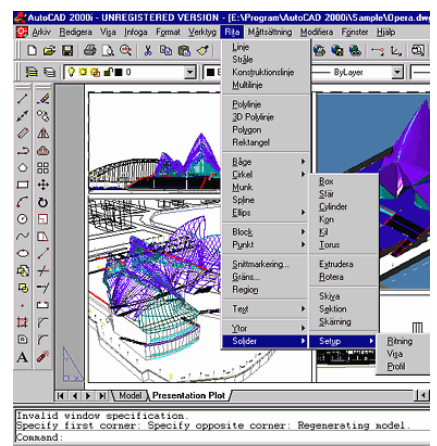 AutoCAD 2000i - UNREGISTERED VERSION - [E:\Program\AutoCAD 2000i\Sample\Opera.dw
Arkiv Redigera Visa Infoga Format Verktyg Rita Måttsättning Modifiera Fönster Hjälp
0
ByLayer
Linje
Stråle
Konstruktionslinje
Multilinje
Polylinje
3D Polylinje
Polygon
Rektangel
Båge
Cirkel
Munk
Spline
Ellips
Block
Punkt
Snittmarkering...
Gräns...
Region
Text
Ytor
Solider
Box
Sfär
Cylinder
Kon
Kil
Torus
Extrudera
Rotera
Skiva
Sektion
Skärning
Setup
Ritning
Visa
Profil
Model
Presentation Plot
Invalid window specification.
Specify first corner: Specify opposite corner: Regenerating model.
Command: